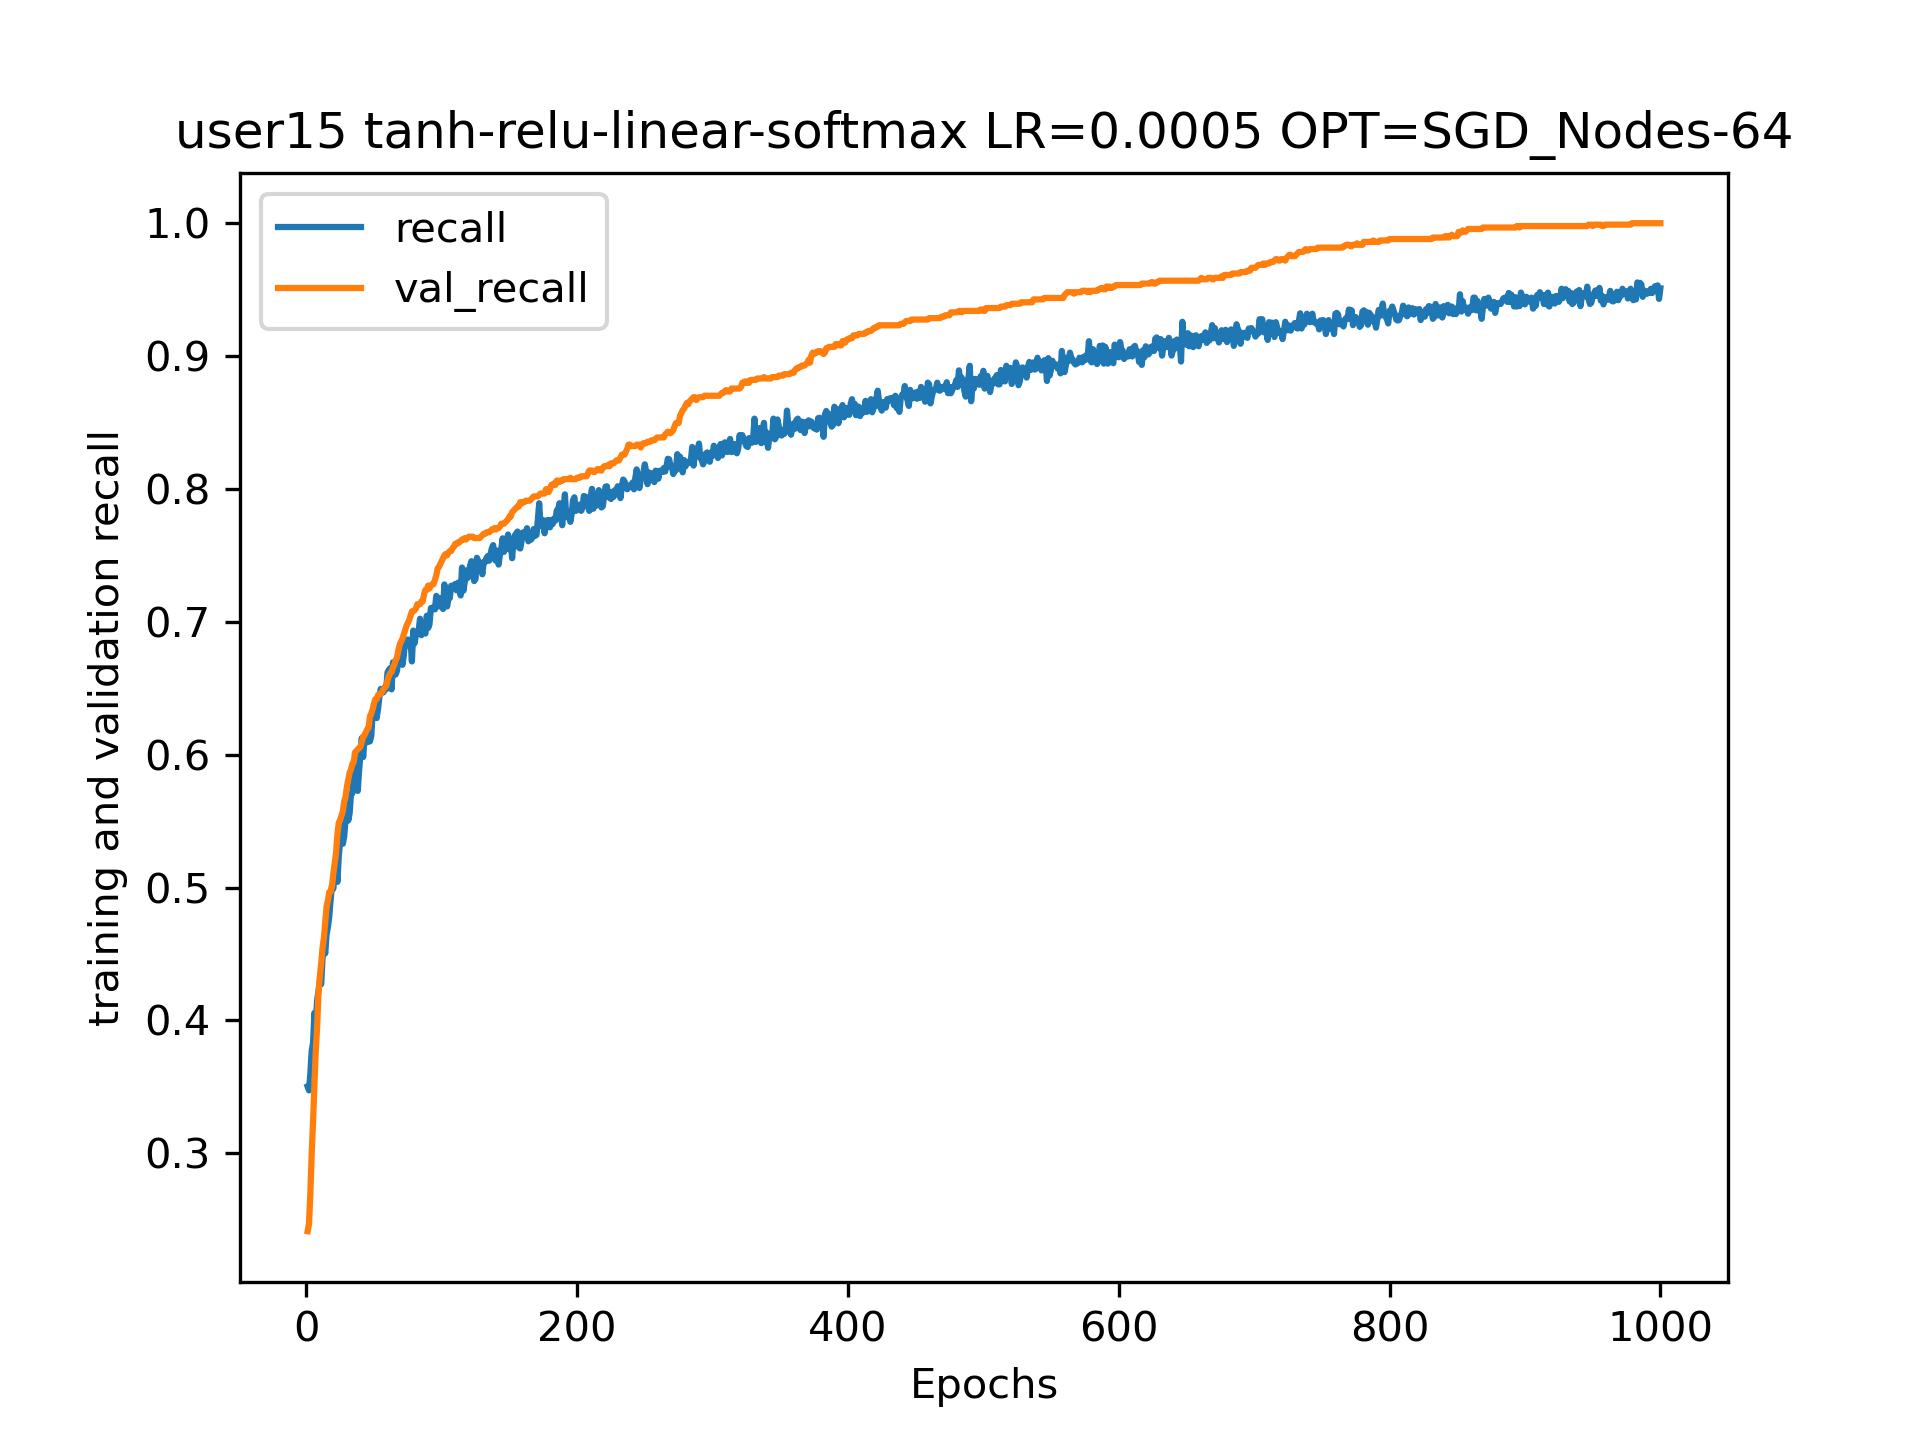 user15 tanh-relu-linear-softmax LR=0.0005 OPT=SGD_Nodes-64
recall
val_recall
training and validation recall
1.0
0.9
0.8
0.7
0.6
0.5
0.4
0.3
0 200 400 600 800 1000
Epochs